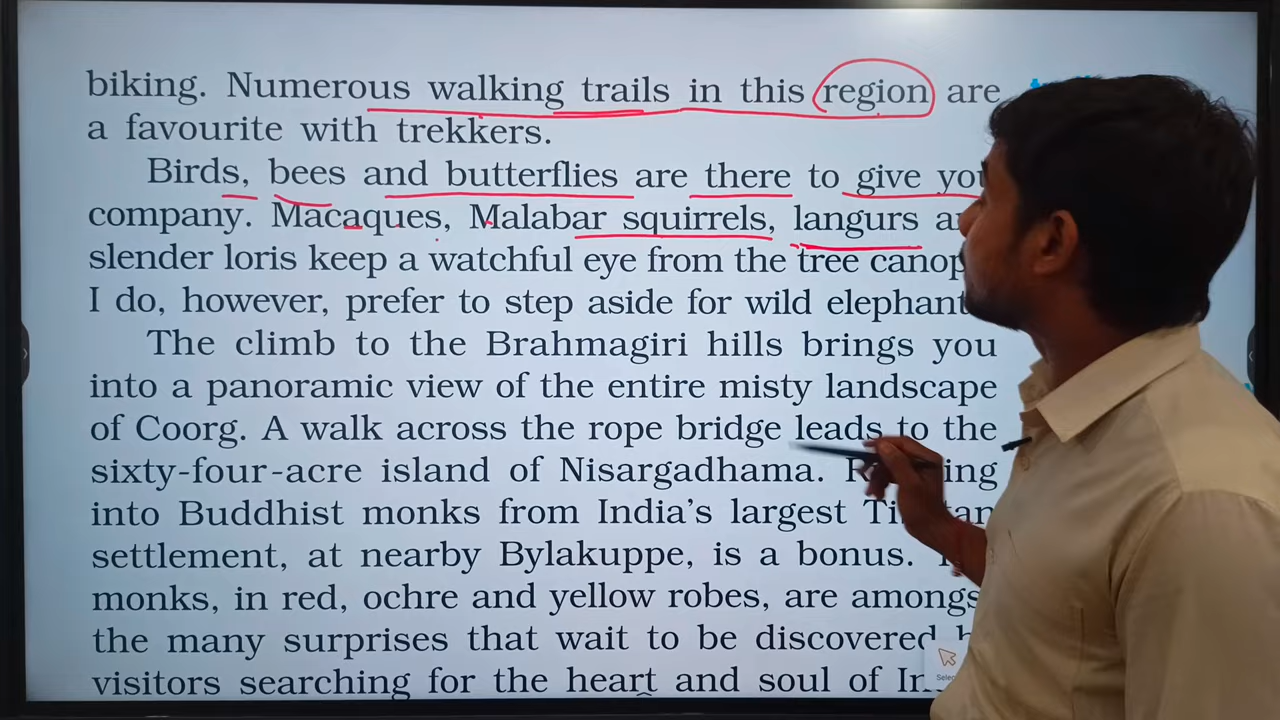 biking. Numerous walking trails in this region are
a favourite with trekkers.
Birds, bees and butterflies are there to give you
company. Macaques, Malabar squirrels, langurs
slender loris keep a watchful eye from the tree
I do, however, prefer to step aside for wild
The climb to the Brahmagiri hills brings you
into a panoramic view of the entire misty landscape
of Coorg. A walk across the rope bridge leads to the
sixty-four-acre island of Nisargadhama.
into Buddhist monks from India's largest
settlement, at nearby Bylakuppe, is a bonus.
monks, in red, ochre and yellow robes, are
the many surprises that wait to be discovered
visitors searching for the heart and soul of